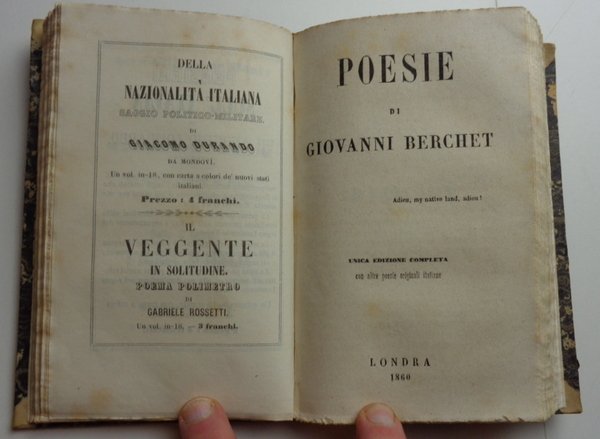 DELLA
NAZIONALITÀ ITALIANA
SAGGIO POLITICO-MILITARE.
DI
GIACOMO DURANDO
DA MONDOVÌ.
Un vol. in-18, con carta a colori de' nuovi stati
italiani
Prezzo : 4 franchi.
IL
VEGGENTE
IN SOLITUDINE.
POEMA POLIMETRO
DI
GABRIELE ROSSETTI.
Un vol. in-16, — 3 franchi.
POESIE
DI
GIOVANNI BERCHET
Adieu, my native land, adieu!
UNICA EDIZIONE COMPLETA
con altre poesie originali italiane
LONDRA
1860